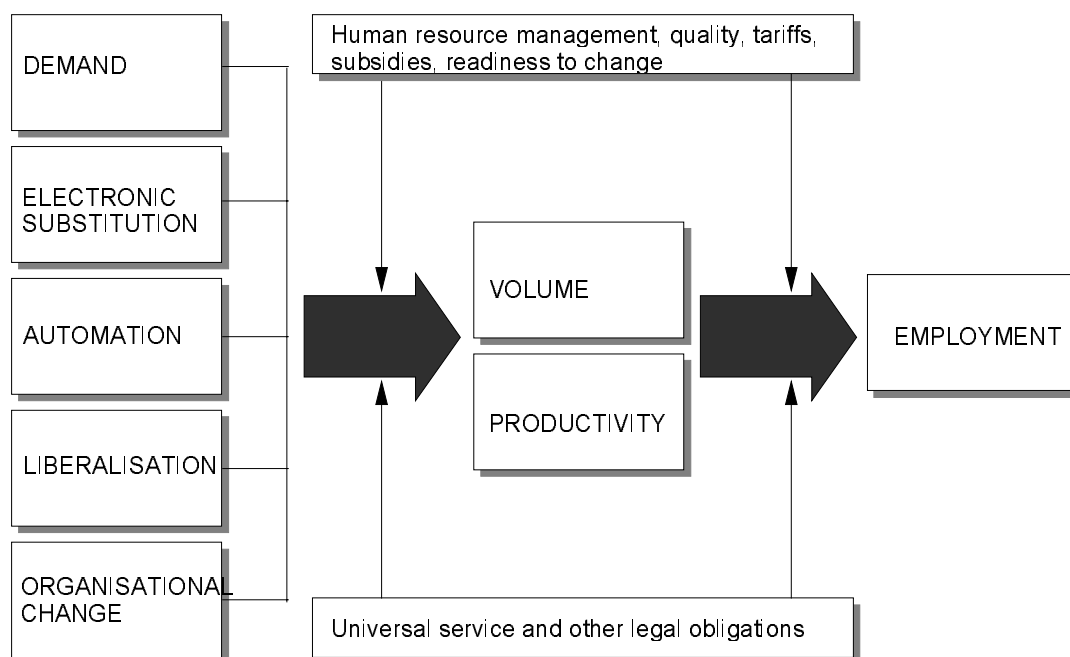 DEMAND
ELECTRONIC
SUBSTITUTION
AUTOMATION
LIBERALISATION
ORGANISATIONAL
CHANGE
Human resource management, quality, tariffs,
subsidies, readiness to change
VOLUME
PRODUCTIVITY
Universal service and other legal obligations
EMPLOYMENT